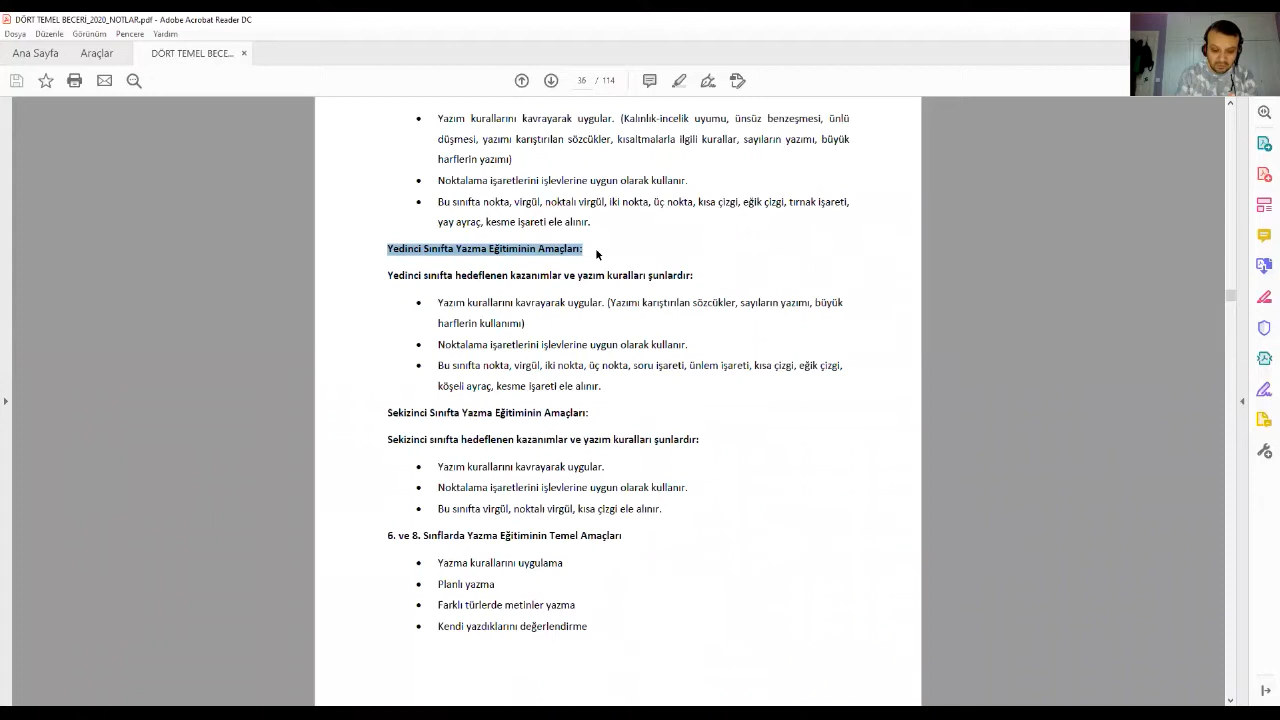 DÖRT TEMEL BECERİ_2020_NOTLAR.pdf - Adobe Acrobat Reader DC
Dosya Düzenle Görünüm Pencere Yardım
Ana Sayfa Araçlar DÖRT TEMEL BECE... ×
36 / 114
• Yazım kurallarını kavrayarak uygular. (Kalınlık-incelik uyumu, ünsüz benzeşmesi, ünlü
düşmesi, yazımı karıştırılan sözcükler, kısaltmalarla ilgili kurallar, sayıların yazımı, büyük
harflerin yazımı)
• Noktalama işaretlerini işlevlerine uygun olarak kullanır.
• Bu sınıfta nokta, virgül, noktalı virgül, iki nokta, üç nokta, kısa çizgi, eğik çizgi, tırnak işareti,
yay ayraç, kesme işareti ele alınır.
Yedinci Sınıfta Yazma Eğitiminin Amaçları:
Yedinci sınıfta hedeflenen kazanımlar ve yazım kuralları şunlardır:
• Yazım kurallarını kavrayarak uygular. (Yazımı karıştırılan sözcükler, sayıların yazımı, büyük
harflerin kullanımı)
• Noktalama işaretlerini işlevlerine uygun olarak kullanır.
• Bu sınıfta nokta, virgül, iki nokta, üç nokta, soru işareti, ünlem işareti, kısa çizgi, eğik çizgi,
köşeli ayraç, kesme işareti ele alınır.
Sekizinci Sınıfta Yazma Eğitiminin Amaçları:
Sekizinci sınıfta hedeflenen kazanımlar ve yazım kuralları şunlardır:
• Yazım kurallarını kavrayarak uygular.
• Noktalama işaretlerini işlevlerine uygun olarak kullanır.
• Bu sınıfta virgül, noktalı virgül, kısa çizgi ele alınır.
6. ve 8. Sınflarda Yazma Eğitiminin Temel Amaçları
• Yazma kurallarını uygulama
• Planlı yazma
• Farklı türlerde metinler yazma
• Kendi yazdıklarını değerlendirme